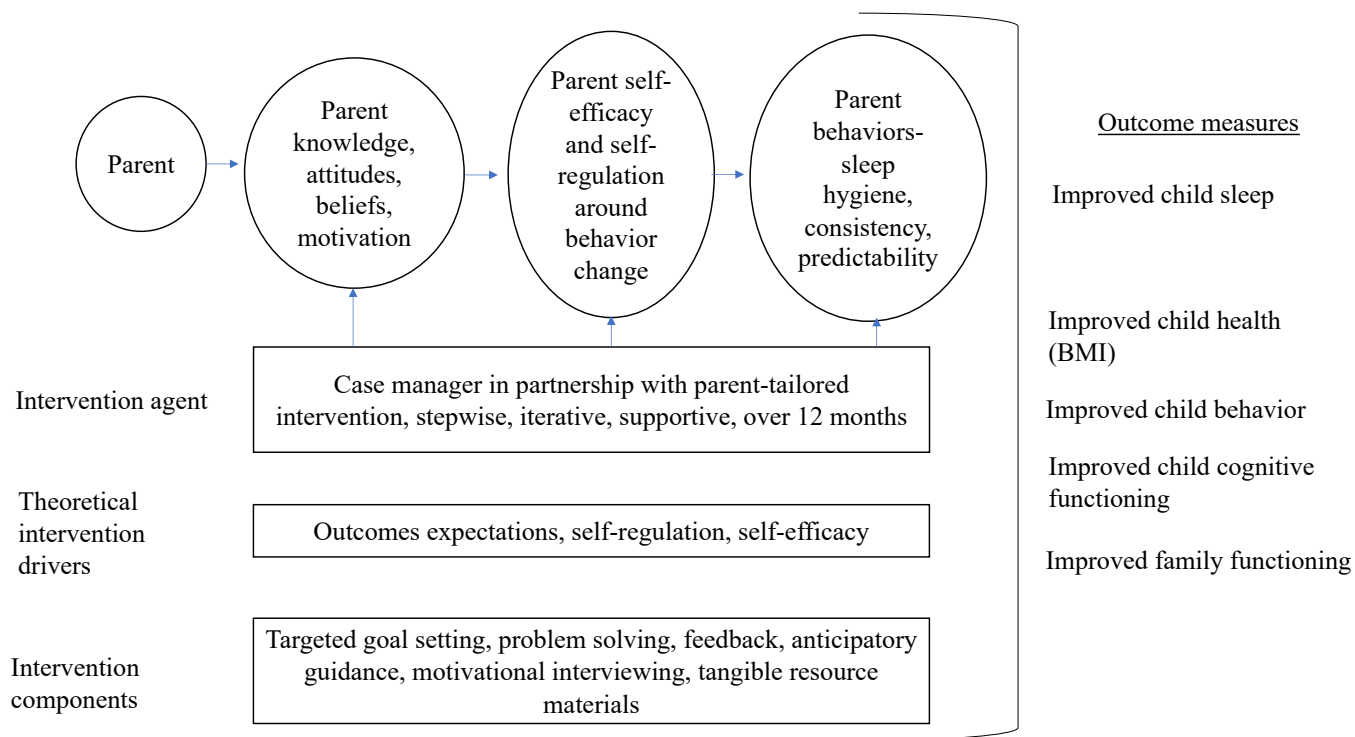 Parent
Parent
knowledge,
attitudes,
beliefs,
motivation
Parent self-
efficacy
and self-
regulation
around
behavior
change
Parent
behaviors-
sleep
hygiene,
consistency,
predictability
Intervention agent
Case manager in partnership with parent-tailored
intervention, stepwise, iterative, supportive, over 12 months
Theoretical
intervention
drivers
Outcomes expectations, self-regulation, self-efficacy
Intervention
components
Targeted goal setting, problem solving, feedback, anticipatory
guidance, motivational interviewing, tangible resource
materials
Outcome measures
Improved child sleep
Improved child health
(BMI)
Improved child behavior
Improved child cognitive
functioning
Improved family functioning